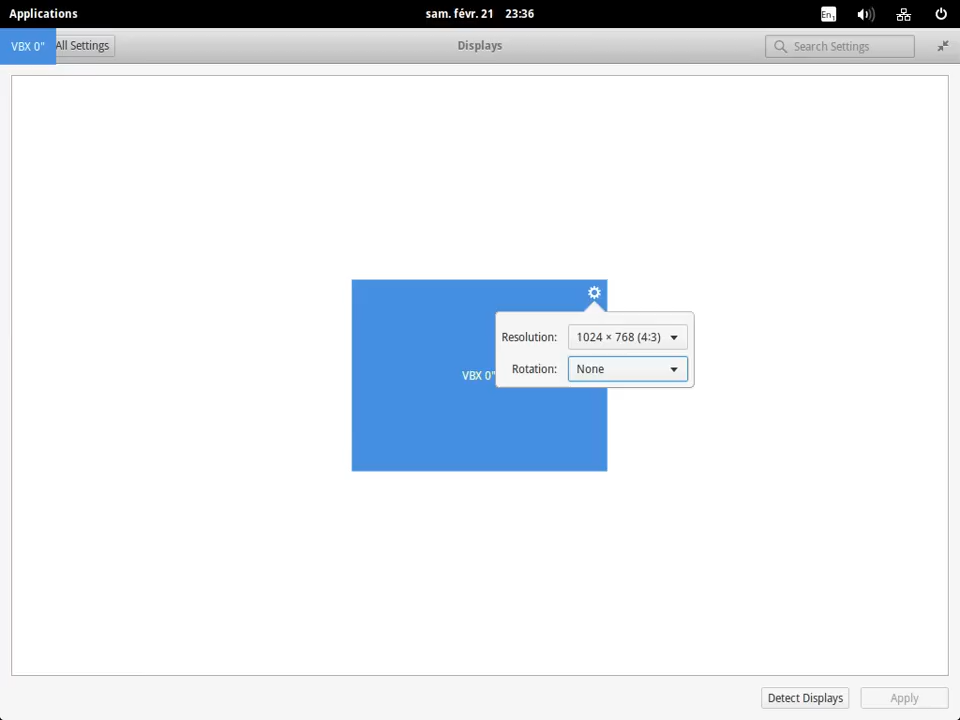 Applications
sam. févr. 21 23:36
En1
VBX 0"
All Settings
Displays
Search Settings
Resolution: 1024 × 768 (4:3)
VBX 0"
Rotation: None
Detect Displays
Apply